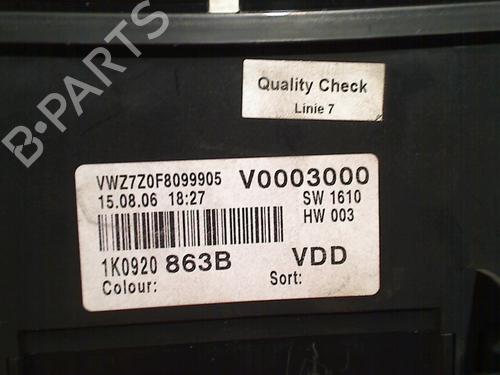 B-PARTS
Quality Check
Linie 7
VWZ7Z0F8099905 V0003000
15.08.06 18:27 SW 1610
HW 003
1K0920 863B VDD
Colour: Sort: